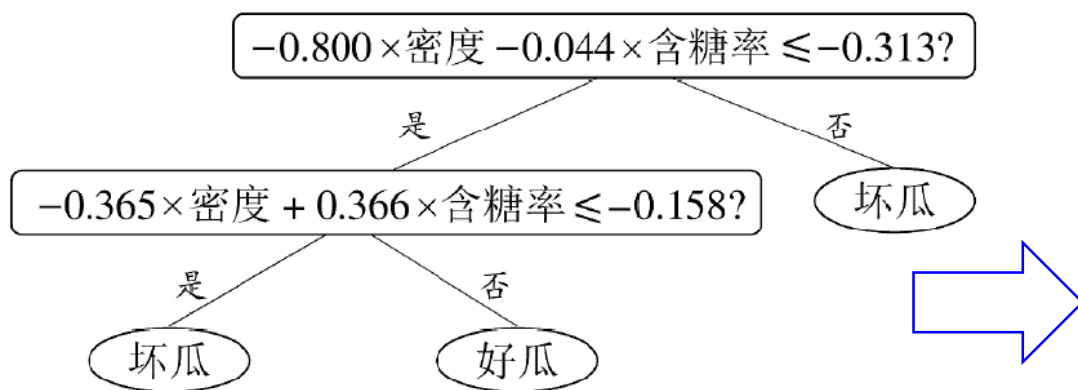 -0.800×密度-0.044×含糖率≤-0.313?
是
否
-0.365×密度+0.366×含糖率≤-0.158?
坏瓜
是
否
坏瓜
好瓜